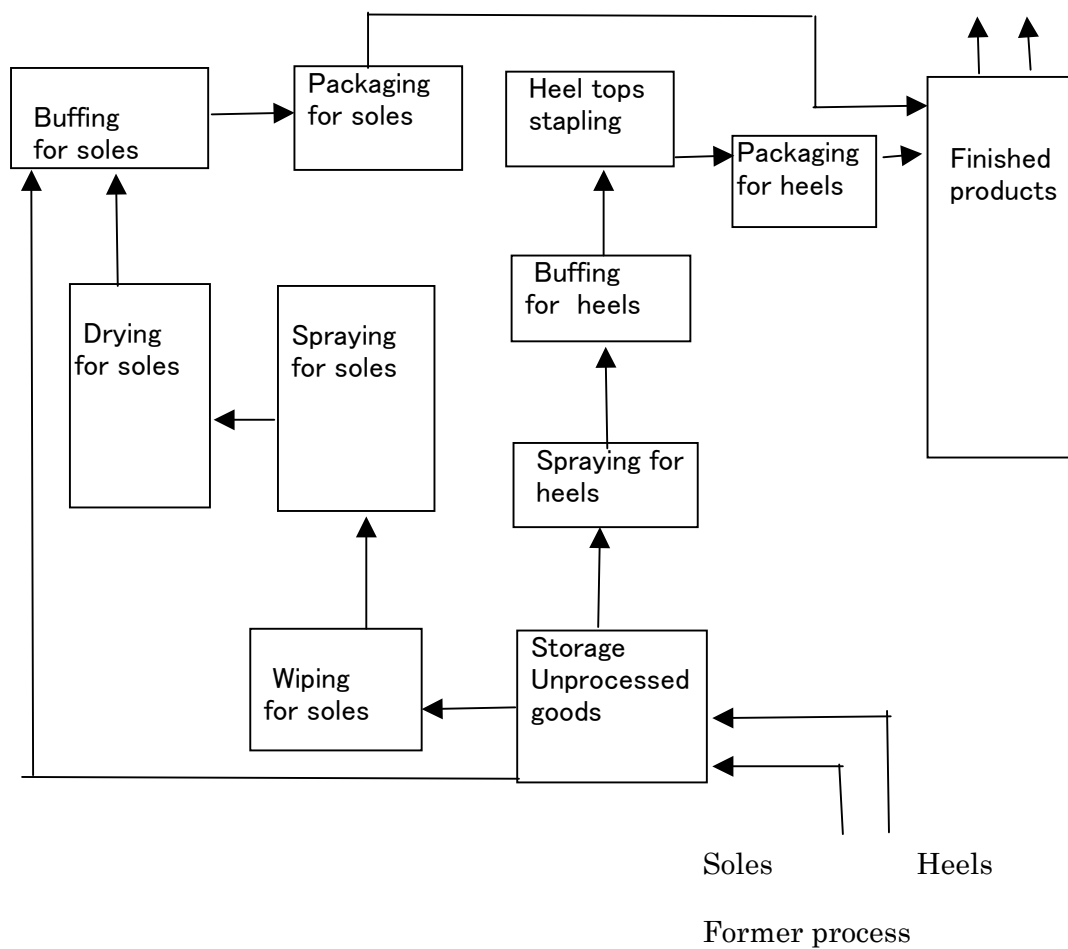 Packaging
for soles
Heel tops
stapling
Buffing
for soles
Packaging
for heels
Finished
products
Buffing
for heels
Drying
for soles
Spraying
for soles
Spraying for
heels
Storage
Unprocessed
goods
Wiping
for soles
Soles Heels
Former process